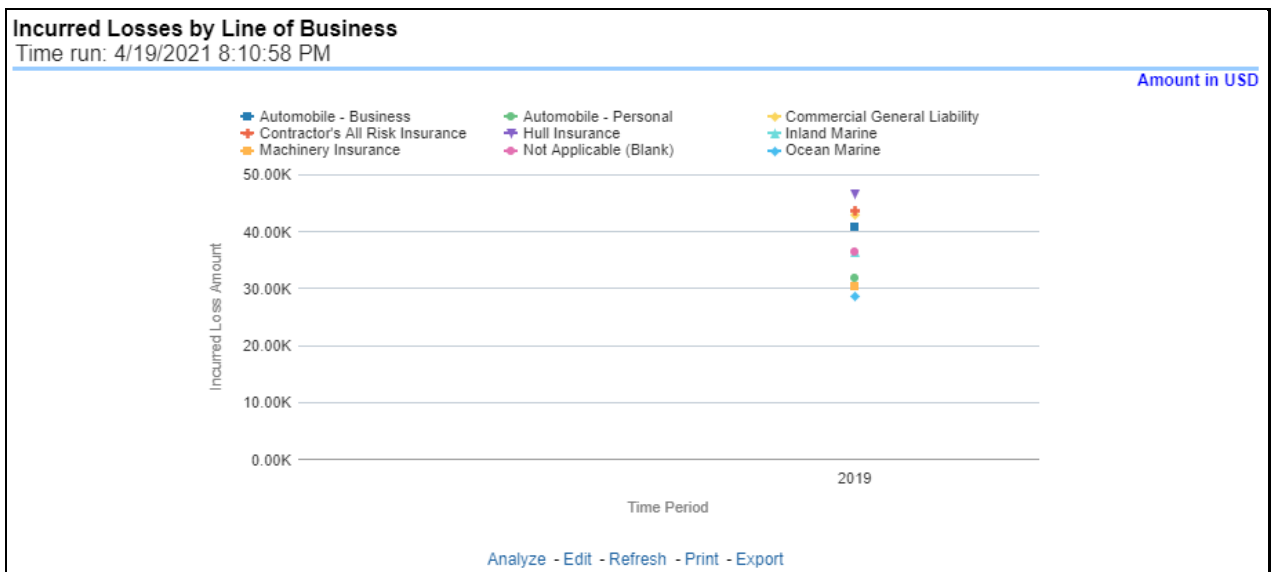 Incurred Losses by Line of Business
Time run: 4/19/2021 8:10:58 PM
Amount in USD
Automobile - Business
Automobile - Personal
Commercial General Liability
Contractor's All Risk Insurance
Hull Insurance
Inland Marine
Machinery Insurance
Not Applicable (Blank)
Ocean Marine
50.00K
40.00K
30.00K
20.00K
10.00K
0.00K
Incurred Loss Amount
2019
Time Period
Analyze - Edit - Refresh - Print - Export